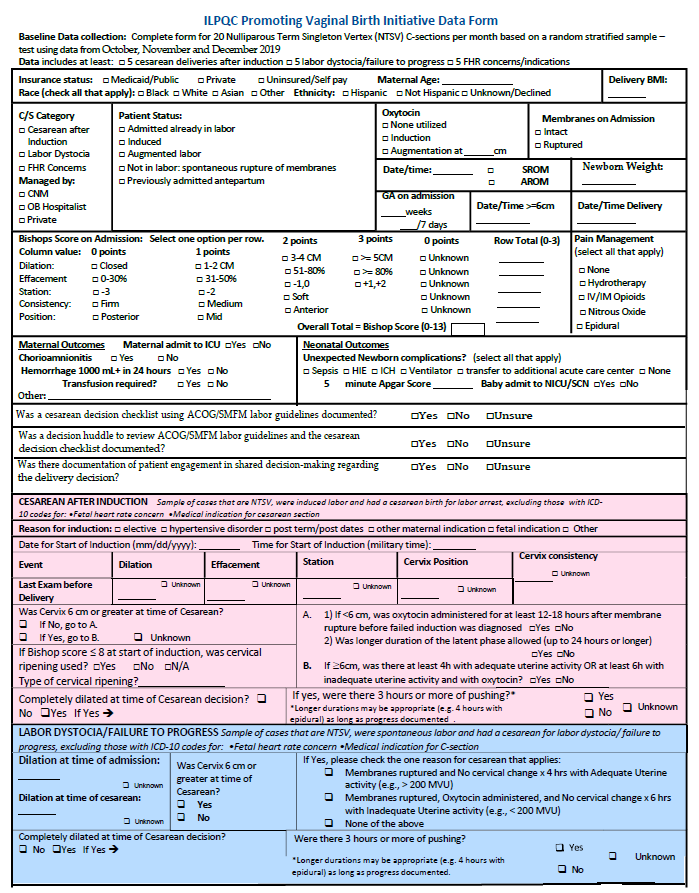 ILPQC Promoting Vaginal Birth Initiative Data Form
Baseline Data collection: Complete form for 20 Nulliparous Term Singleton Vertex (NTSV) C-sections per month based on a random stratified sample –
test using data from October, November and December 2019
Data includes at least: □ 5 cesarean deliveries after induction □ 5 labor dystocia/failure to progress □ 5 FHR concerns/indications
Insurance status: □ Medicaid/Public □ Private □ Uninsured/Self pay Maternal Age: ____________
Race (check all that apply): □ Black □ White □ Asian □ Other Ethnicity: □ Hispanic □ Not Hispanic □ Unknown/Declined
Delivery BMI:
______
C/S Category
□ Cesarean after
Induction
□ Labor Dystocia
□ FHR Concerns
Managed by:
□ CNM
□ OB Hospitalist
□ Private
Patient Status:
□ Admitted already in labor
□ Induced
□ Augmented labor
□ Not in labor: spontaneous rupture of membranes
□ Previously admitted antepartum
Oxytocin
□ None utilized
□ Induction
□ Augmentation at _____cm
Membranes on Admission
□ Intact
□ Ruptured
Date/time: _______ □ SROM
□ AROM
Newborn Weight:
_________
GA on admission
____weeks
___/7 days
Date/Time >=6cm
_________
Date/Time Delivery
_________
Bishops Score on Admission: Select one option per row. 2 points 3 points 0 points Row Total (0-3)
Column value: 0 points 1 points
Dilation: □ Closed □ 1-2 CM □ 3-4 CM □ >= 5CM □ Unknown _______
Effacement □ 0-30% □ 31-50% □ 51-80% □ >= 80% □ Unknown _______
Station: □ -3 □ -2 □ -1,0 □ +1,+2 □ Unknown _______
Consistency: □ Firm □ Medium □ Soft □ Unknown _______
Position: □ Posterior □ Mid □ Anterior □ Unknown _______
Overall Total = Bishop Score (0-13)
Pain Management
(select all that apply)
□ None
□ Hydrotherapy
□ IV/IM Opioids
□ Nitrous Oxide
□ Epidural
Maternal Outcomes Maternal admit to ICU □Yes □No
Chorioamnionitis □ Yes □ No
Hemorrhage 1000 mL+ in 24 hours □ Yes □ No
Transfusion required? □ Yes □ No
Other: ______________________
Neonatal Outcomes
Unexpected Newborn complications? (select all that apply)
□ Sepsis □ HIE □ ICH □ Ventilator □ transfer to additional acute care center □ None
5 minute Apgar Score _______ Baby admit to NICU/SCN □Yes □No
Was a cesarean decision checklist using ACOG/SMFM labor guidelines documented? □Yes □No □Unsure
Was a decision huddle to review ACOG/SMFM labor guidelines and the cesarean
decision checklist documented? □Yes □No □Unsure
Was there documentation of patient engagement in shared decision-making regarding
the delivery decision? □Yes □No □Unsure
CESAREAN AFTER INDUCTION Sample of cases that are NTSV, were induced labor and had a cesarean birth for labor arrest, excluding those with ICD-
10 codes for: •Fetal heart rate concern •Medical indication for cesarean section
Reason for induction: □ elective □ hypertensive disorder □ post term/post dates □ other maternal indication □ fetal indication □ Other
Date for Start of Induction (mm/dd/yyyy): _______ Time for Start of Induction (military time): _______
Event Dilation Effacement Station Cervix Position Cervix consistency
Last Exam before
Delivery
❑ Unknown ❑ Unknown ❑ Unknown ❑ Unknown □ Unknown
Was Cervix 6 cm or greater at time of Cesarean?
❑ If No, go to A.
❑ If Yes, go to B. ❑ Unknown
If Bishop score ≤ 8 at start of induction, was cervical
ripening used? □Yes □No □N/A
Type of cervical ripening?______________
A. 1) If <6 cm, was oxytocin administered for at least 12-18 hours after membrane
rupture before failed induction was diagnosed □Yes □No
2) Was longer duration of the latent phase allowed (up to 24 hours or longer)
□Yes □No
B. If ≥6cm, was there at least 4h with adequate uterine activity OR at least 6h with
inadequate uterine activity and with oxytocin? □Yes □No
Completely dilated at time of Cesarean decision? ❑
No ❑Yes If Yes ➔
If yes, were there 3 hours or more of pushing?*
*Longer durations may be appropriate (e.g. 4 hours with
epidural) as long as progress documented .
❑ Yes
❑ No ❑ Unknown
LABOR DYSTOCIA/FAILURE TO PROGRESS Sample of cases that are NTSV, were spontaneous labor and had a cesarean for labor dystocia/ failure to
progress, excluding those with ICD-10 codes for: •Fetal heart rate concern •Medical indication for C-section
Dilation at time of admission:
_______
❑ Unknown
Dilation at time of cesarean:
_______
❑ Unknown
Was Cervix 6 cm or
greater at time of
Cesarean?
❑ Yes
❑ No
If Yes, please check the one reason for cesarean that applies:
❑ Membranes ruptured and No cervical change x 4 hrs with Adequate Uterine
activity (e.g., > 200 MVU)
❑ Membranes ruptured, Oxytocin administered, and No cervical change x 6 hrs
with Inadequate Uterine activity (e.g., < 200 MVU)
❑ None of the above
Completely dilated at time of Cesarean decision?
❑ No ❑Yes If Yes ➔
Were there 3 hours or more of pushing?
*Longer durations may be appropriate (e.g. 4 hours with
epidural) as long as progress documented.
❑ Yes
❑ No
❑ Unknown